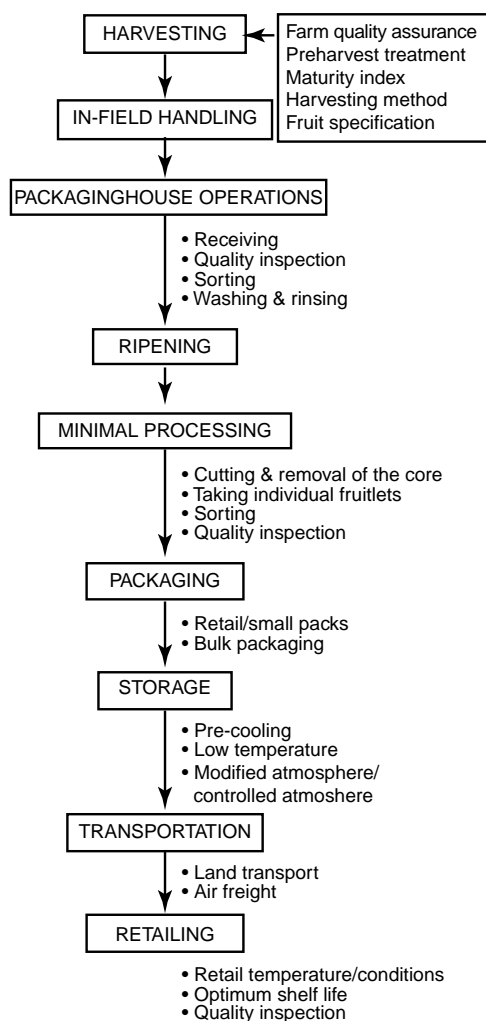 HARVESTING
Farm quality assurance
Preharvest treatment
Maturity index
Harvesting method
Fruit specification
IN-FIELD HANDLING
PACKAGINGHOUSE OPERATIONS
• Receiving
• Quality inspection
• Sorting
• Washing & rinsing
RIPENING
MINIMAL PROCESSING
• Cutting & removal of the core
• Taking individual fruitlets
• Sorting
• Quality inspection
PACKAGING
• Retail/small packs
• Bulk packaging
STORAGE
• Pre-cooling
• Low temperature
• Modified atmosphere/
controlled atmoshere
TRANSPORTATION
• Land transport
• Air freight
RETAILING
• Retail temperature/conditions
• Optimum shelf life
• Quality inspection